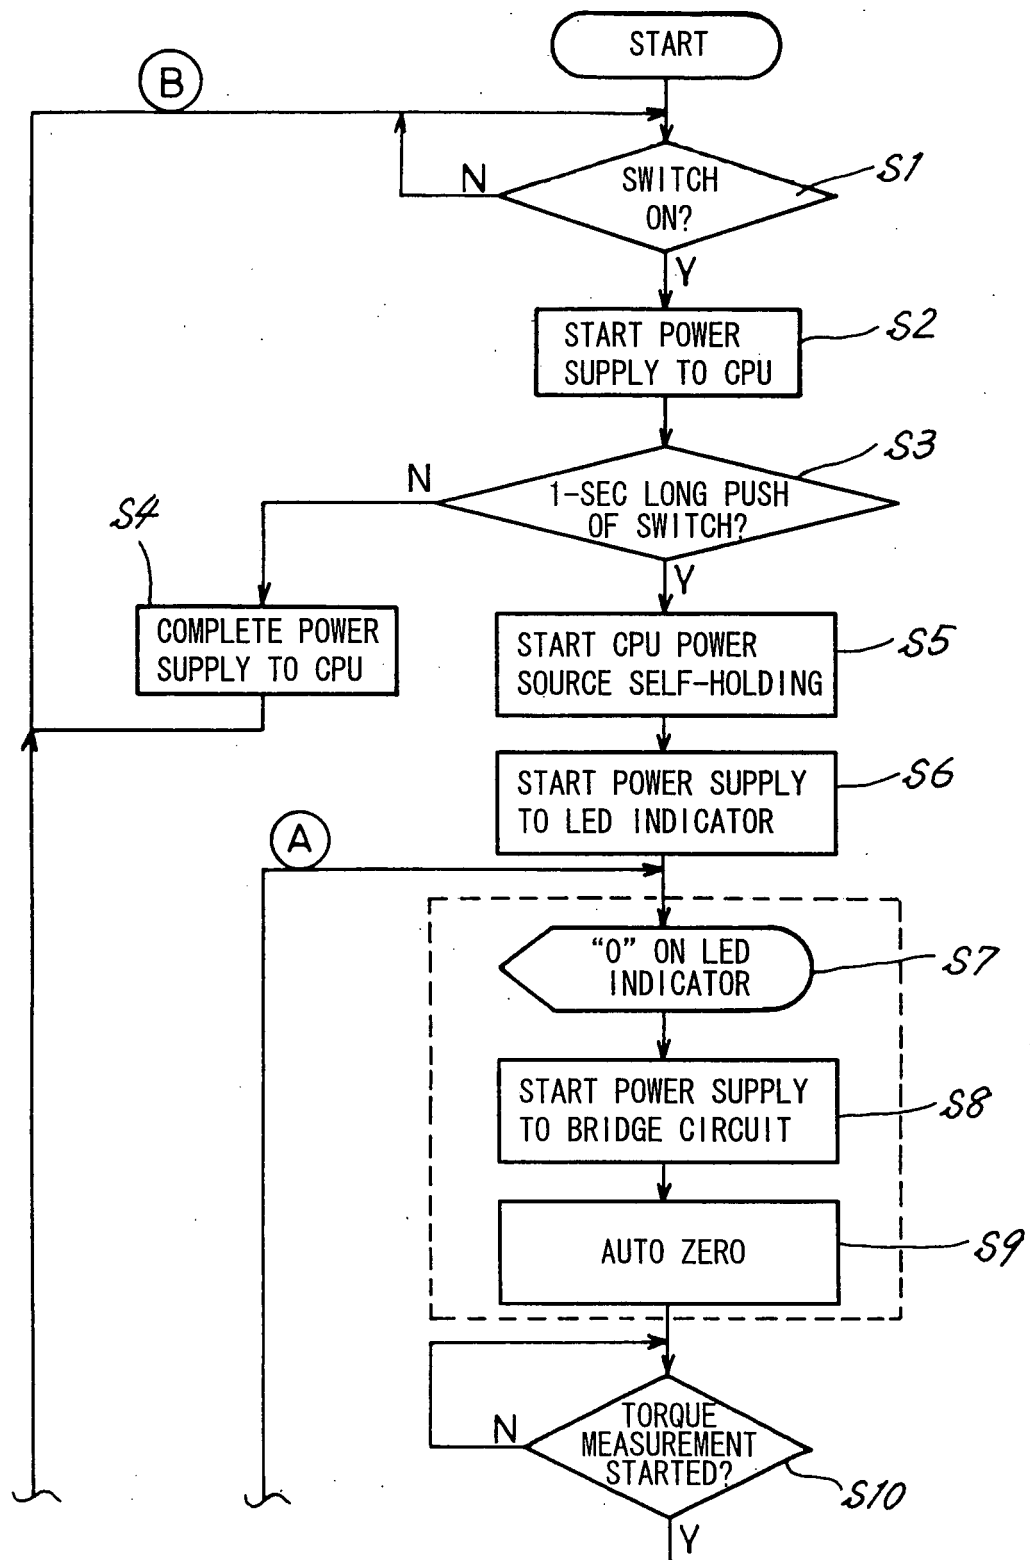 START
B
N
SWITCH
ON?
S1
Y
START POWER
SUPPLY TO CPU
S2
S3
N
1-SEC LONG PUSH
OF SWITCH?
S4
Y
COMPLETE POWER
SUPPLY TO CPU
START CPU POWER
SOURCE SELF-HOLDING
S5
START POWER SUPPLY
TO LED INDICATOR
S6
A
“0” ON LED
INDICATOR
S7
START POWER SUPPLY
TO BRIDGE CIRCUIT
S8
AUTO ZERO
S9
N
TORQUE
MEASUREMENT
STARTED?
S10
Y